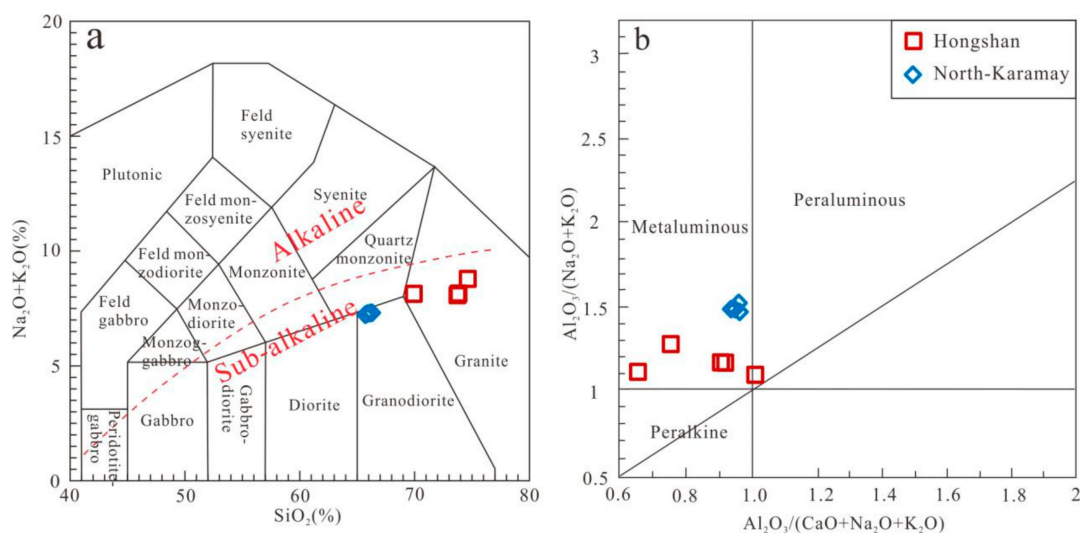 a
Na₂O+K₂O(%)
20
15
10
5
0
40
50
60
70
80
SiO₂(%)
Plutonic
Feld
syenite
Feld mon-
zosyenite
Syenite
Alkaline
Feld mon-
zodiorite
Monzonite
Quartz
monzonite
Feld
gabbro
Monzo-
diorite
Monzog-
gabbro
Sub-alkaline
Peridotite
gabbro
Gabbro
Gabbro-
diorite
Diorite
Granodiorite
Granite
b
Hongshan
North-Karamay
Al₂O₃/(Na₂O+K₂O)
3
2.5
2
1.5
1
0.5
Metaluminous
Peraluminous
Peralkine
0.6
0.8
1.0
1.2
1.4
1.6
1.8
2
Al₂O₃/(CaO+Na₂O+K₂O)